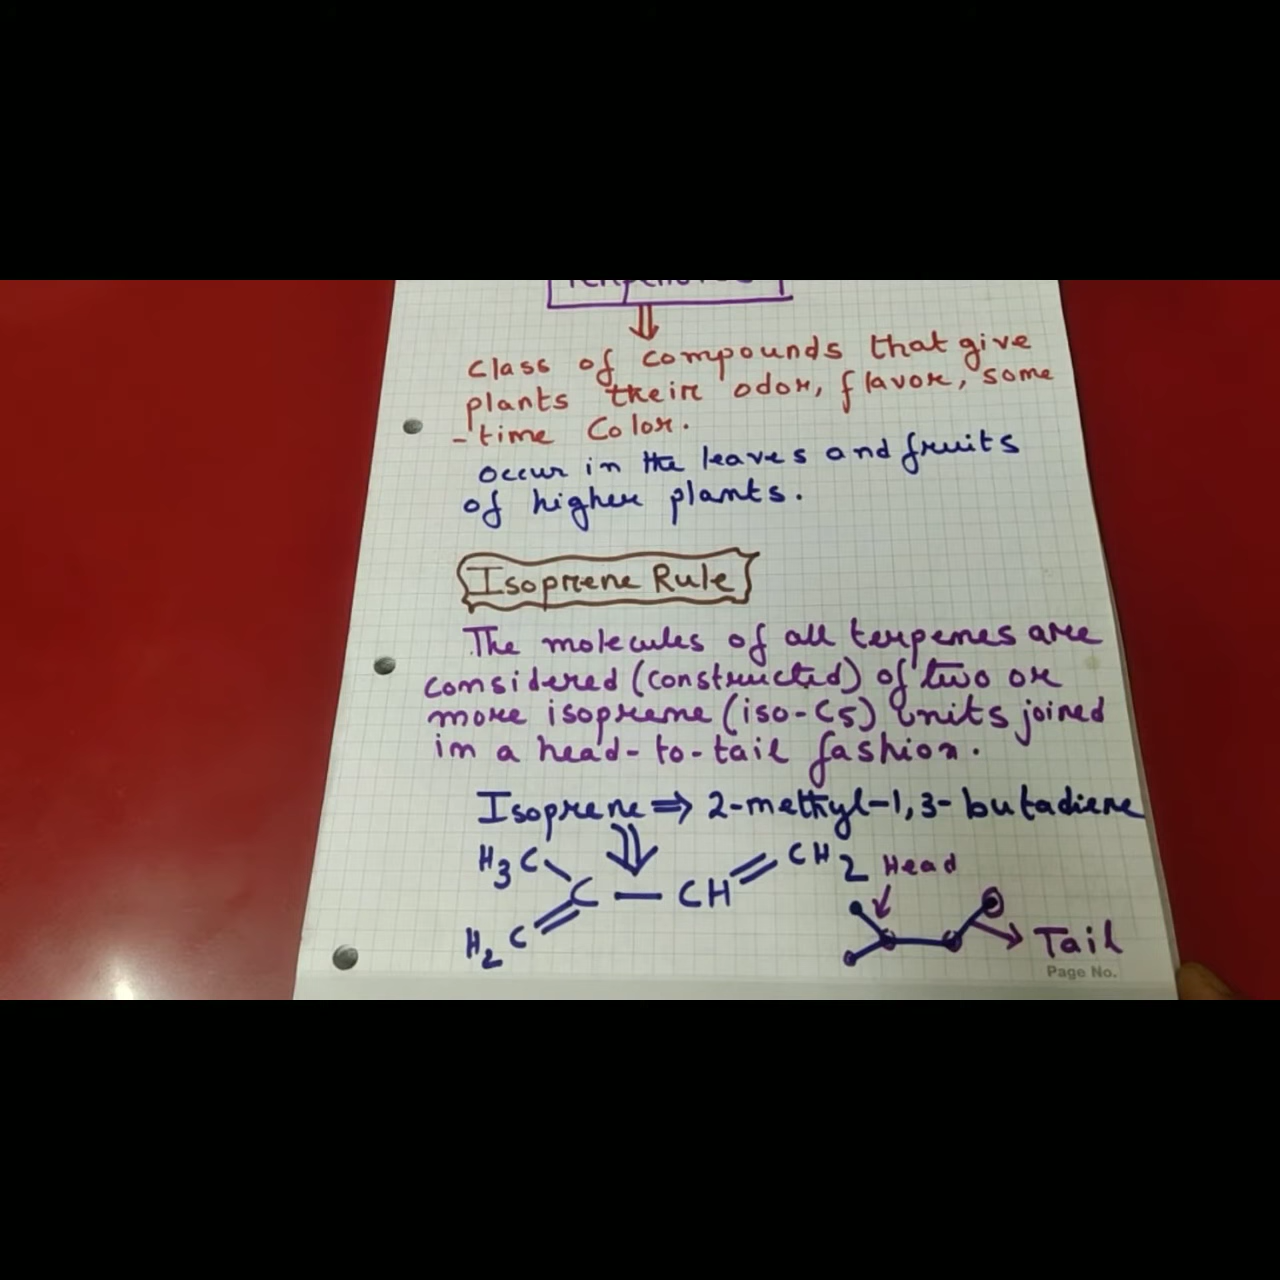 class of compounds that give
plants their odor, flavor, some
-time Color.
occur in the leaves and fruits
of higher plants.
Isoprene Rule
The molecules of all terpenes are
considered (constructed) of two or
more isoprene (iso-C5) Units joined
in a head-to-tail fashion.
Isoprene ⇒ 2-methyl-1,3-butadiene
H3C
CH2
Head
C — CH
H2C
Tail
Page No.